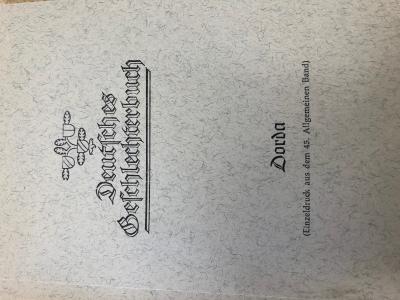 Deutsches
Geschlechterbuch
Dorda
(Einzeldruck aus dem 45. Allgemeinen Band)